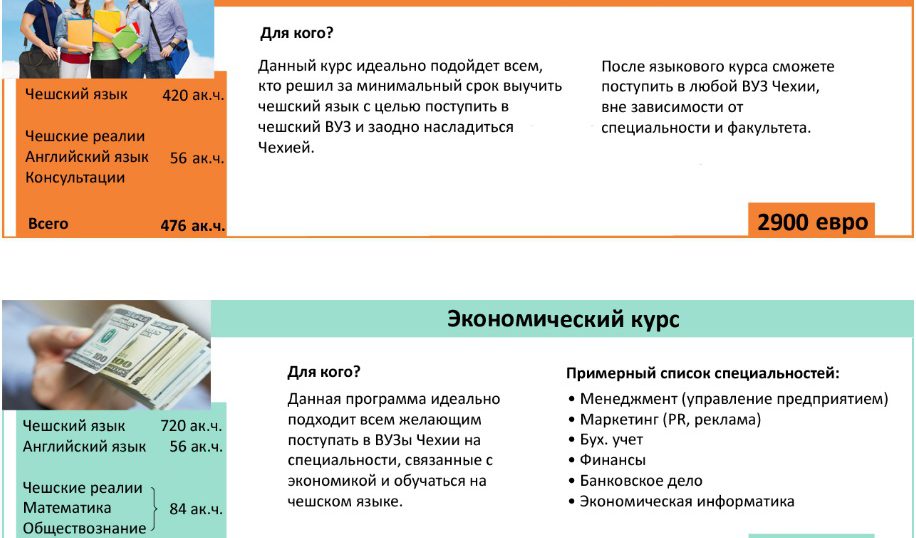 Для кого?
Данный курс идеально подойдет всем,
кто решил за минимальный срок выучить
чешский язык с целью поступить в
чешский ВУЗ и заодно насладиться
Чехией.
После языкового курса сможете
поступить в любой ВУЗ Чехии,
вне зависимости от
специальности и факультета.
Чешский язык 420 ак.ч.
Чешские реалии
Английский язык 56 ак.ч.
Консультации
Всего 476 ак.ч.
2900 евро
Экономический курс
Для кого?
Данная программа идеально
подходит всем желающим
поступать в ВУЗы Чехии на
специальности, связанные с
экономикой и обучаться на
чешском языке.
Примерный список специальностей:
• Менеджмент (управление предприятием)
• Маркетинг (PR, реклама)
• Бух. учет
• Финансы
• Банковское дело
• Экономическая информатика
Чешский язык 720 ак.ч.
Английский язык 56 ак.ч.
Чешские реалии
Математика 84 ак.ч.
Обществознание